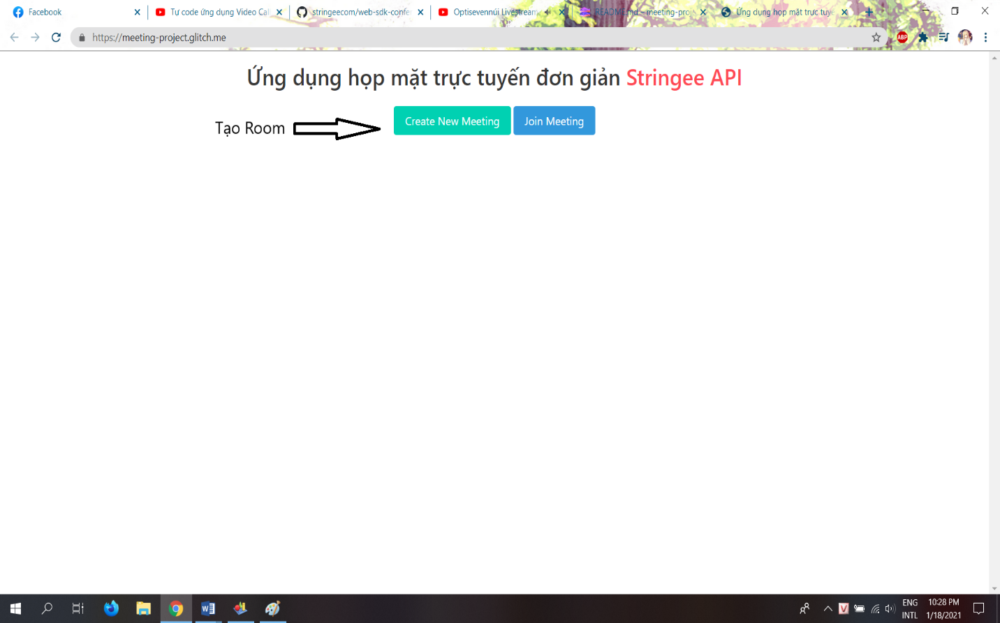 Facebook
Tự code ứng dụng Video Cal
stringeecom/web-sdk-confe
Optisevennúi Livestream
README.md - meeting-proj
Ứng dụng họp mặt trực tuyế
https://meeting-project.glitch.me
ABP
Ứng dụng họp mặt trực tuyến đơn giản Stringee API
Tạo Room
Create New Meeting
Join Meeting
ENG
INTL
10:28 PM
1/18/2021